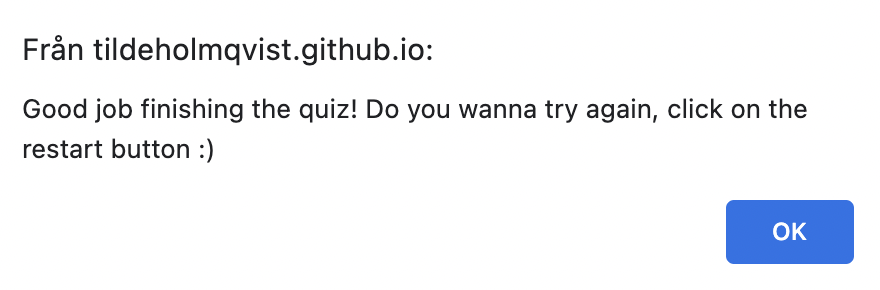 Från tildeholmqvist.github.io:
Good job finishing the quiz! Do you wanna try again, click on the
restart button :)
OK